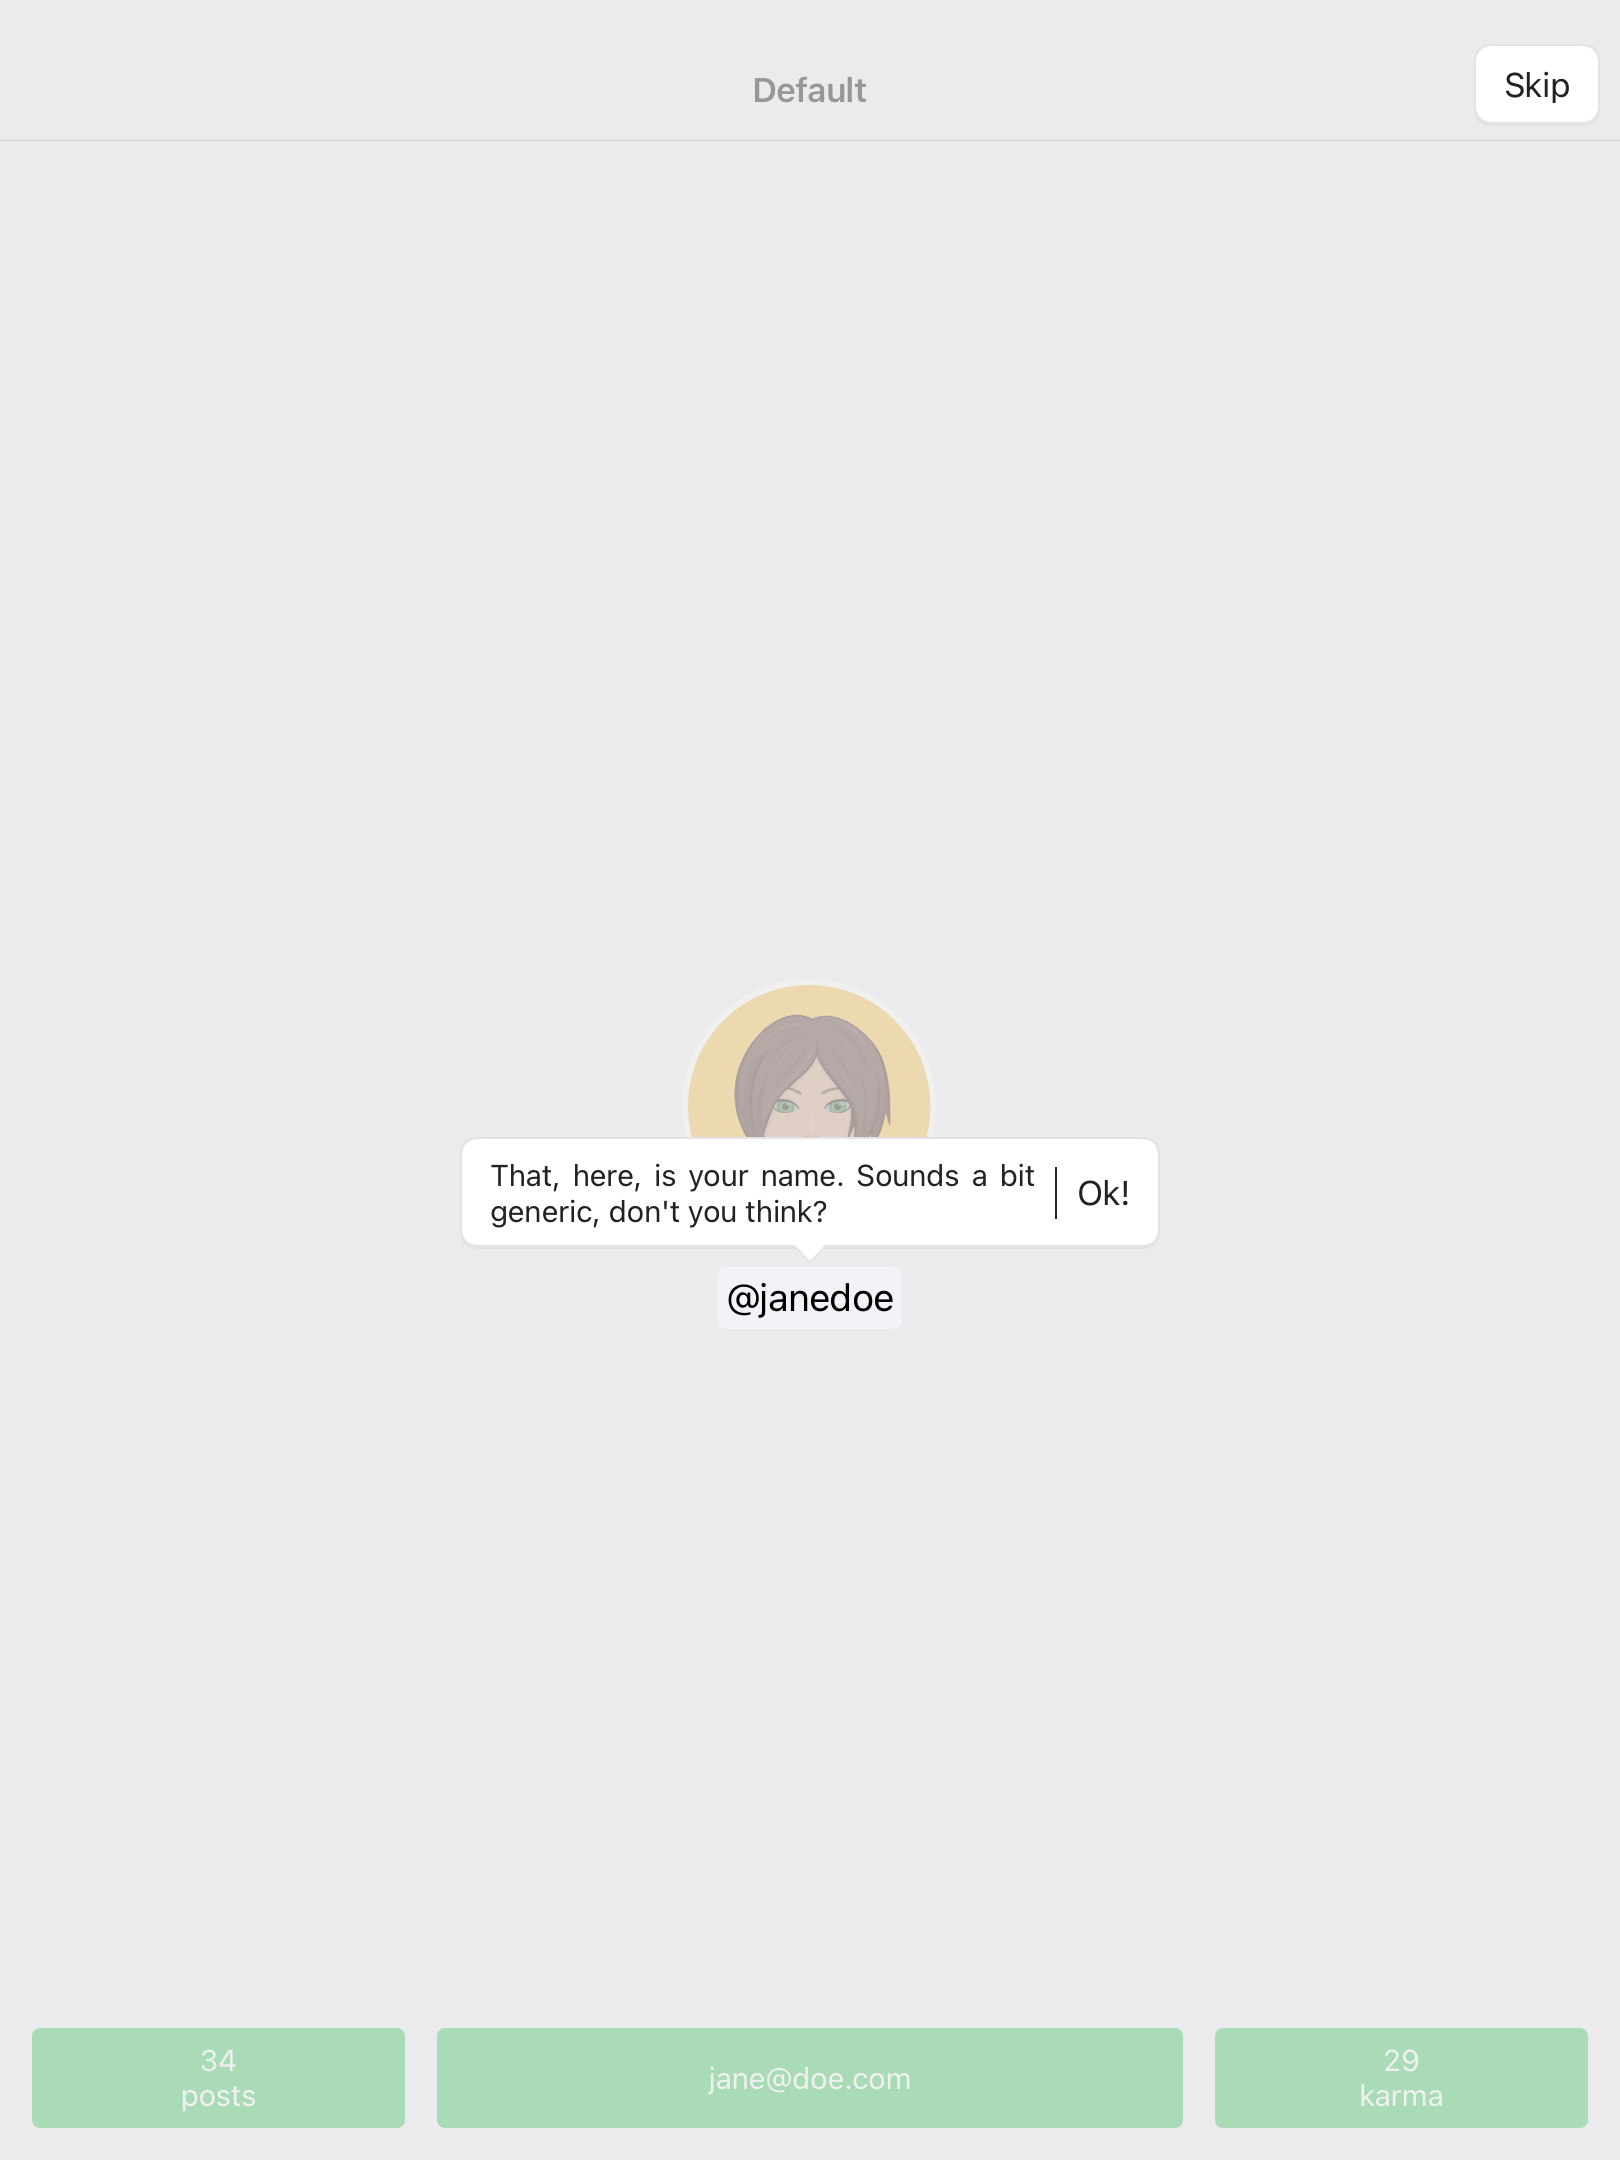 Default
Skip
That, here, is your name. Sounds a bit
generic, don't you think?
Ok!
@janedoe
34
posts
jane@doe.com
29
karma